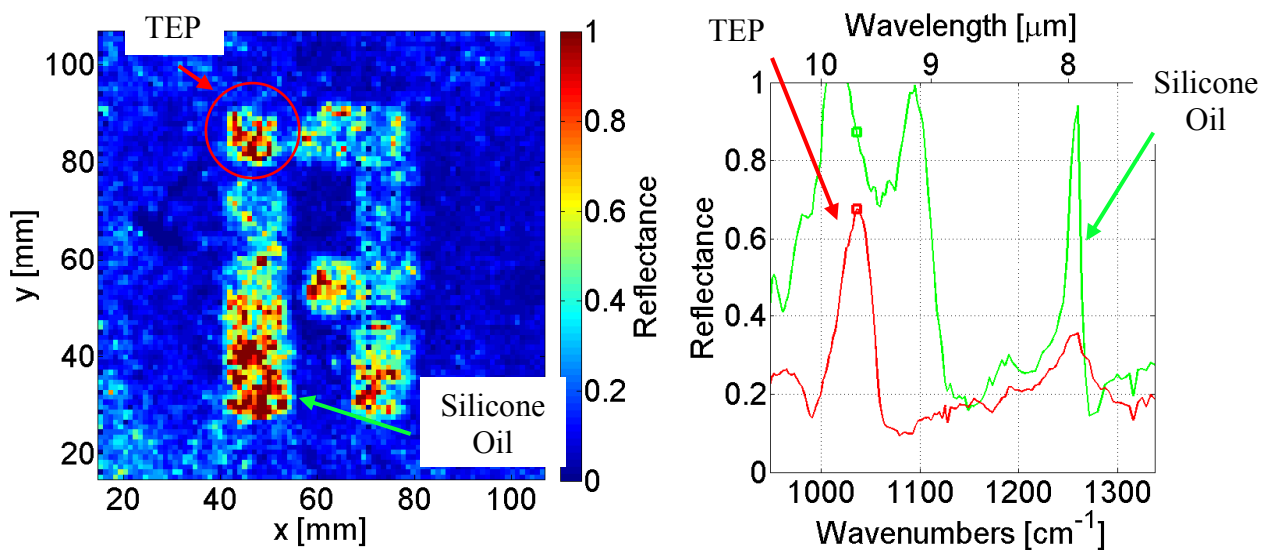 TEP
100
80
60
40
20
y [mm]
20
40
60
80
100
x [mm]
Silicone
Oil
1
0.8
0.6
0.4
0.2
0
Reflectance
TEP
Wavelength [μm]
10
9
8
Silicone
Oil
1
0.8
0.6
0.4
0.2
0
Reflectance
1000
1100
1200
1300
Wavenumbers [cm⁻¹]